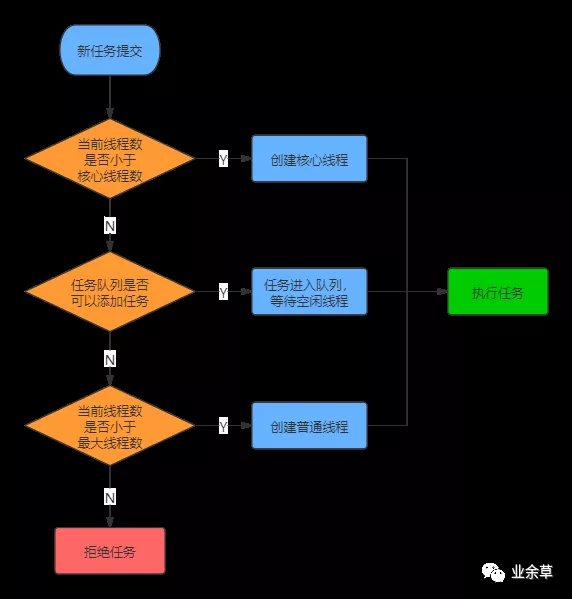 新任务提交
当前线程数
是否小于
核心线程数
Y
创建核心线程
N
任务队列是否
可以添加任务
Y
任务进入队列，
等待空闲线程
执行任务
N
当前线程数
是否小于
最大线程数
Y
创建普通线程
N
拒绝任务
业余草